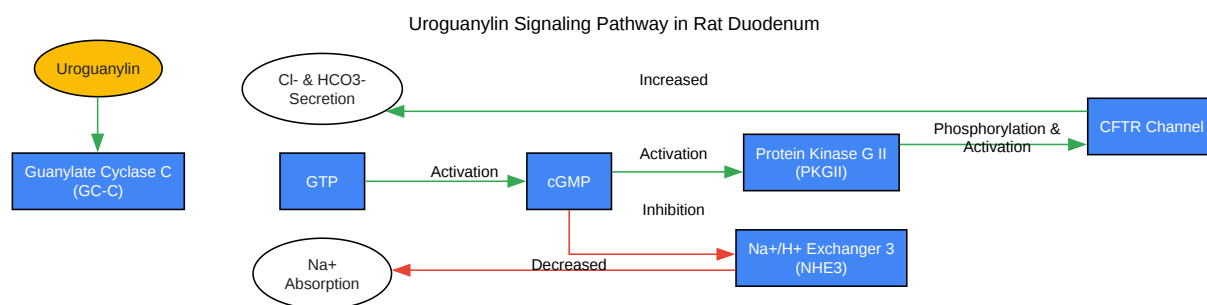 Uroguanylin Signaling Pathway in Rat Duodenum
Uroguanylin
Cl- & HCO3-
Secretion
Increased
CFTR Channel
Phosphorylation &
Activation
Guanylate Cyclase C
(GC-C)
GTP
Activation
cGMP
Activation
Protein Kinase G II
(PKGII)
Inhibition
Na+/H+ Exchanger 3
(NHE3)
Decreased
Na+
Absorption